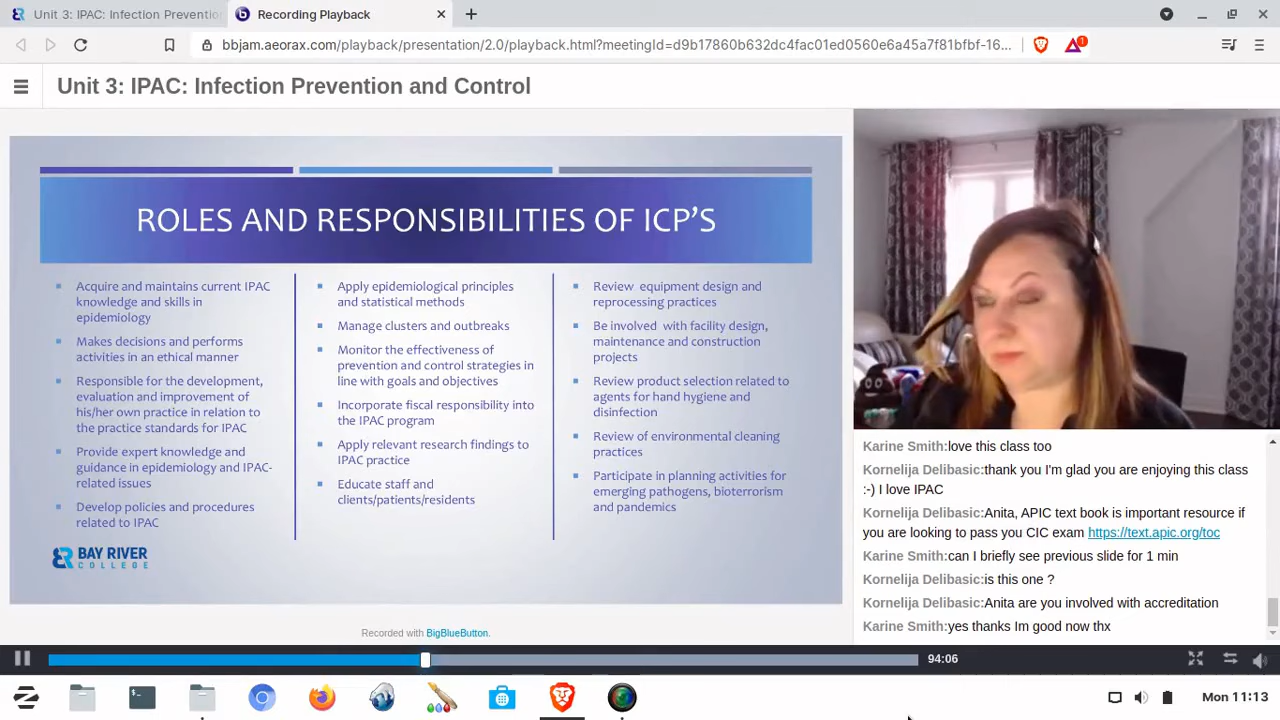 Unit 3: IPAC: Infection Preventio
Recording Playback
bbjam.aeorax.com/playback/presentation/2.0/playback.html?meetingId=d9b17860b632dc4fac01ed0560e6a45a7f81bfbf-16...
1
Unit 3: IPAC: Infection Prevention and Control
ROLES AND RESPONSIBILITIES OF ICP'S
Acquire and maintains current IPAC
knowledge and skills in
epidemiology
Makes decisions and performs
activities in an ethical manner
Responsible for the development,
evaluation and improvement of
his/her own practice in relation to
the practice standards for IPAC
Provide expert knowledge and
guidance in epidemiology and IPAC-
related issues
Develop policies and procedures
related to IPAC
Apply epidemiological principles
and statistical methods
Manage clusters and outbreaks
Monitor the effectiveness of
prevention and control strategies in
line with goals and objectives
Incorporate fiscal responsibility into
the IPAC program
Apply relevant research findings to
IPAC practice
Educate staff and
clients/patients/residents
Review equipment design and
reprocessing practices
Be involved with facility design,
maintenance and construction
projects
Review product selection related to
agents for hand hygiene and
disinfection
Review of environmental cleaning
practices
Participate in planning activities for
emerging pathogens, bioterrorism
and pandemics
BAY RIVER
COLLEGE
Recorded with BigBlueButton.
Karine Smith:love this class too
Kornelija Delibasic:thank you I'm glad you are enjoying this class
:-) I love IPAC
Kornelija Delibasic:Anita, APIC text book is important resource if
you are looking to pass you CIC exam https://text.apic.org/toc
Karine Smith:can I briefly see previous slide for 1 min
Kornelija Delibasic:is this one ?
Kornelija Delibasic:Anita are you involved with accreditation
Karine Smith:yes thanks Im good now thx
94:06
Mon 11:13